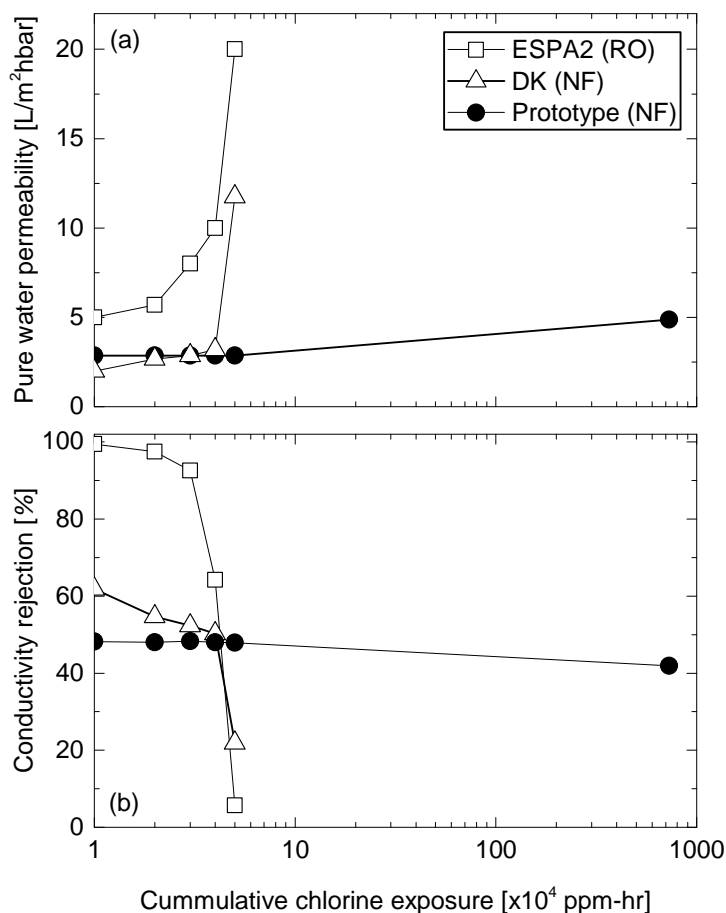 (a)
ESPA2 (RO)
DK (NF)
Prototype (NF)
Pure water permeability [L/m²hbar]
20
15
10
5
0
(b)
Conductivity rejection [%]
100
80
60
40
20
0
1
10
100
1000
Cummulative chlorine exposure [x10⁴ ppm-hr]